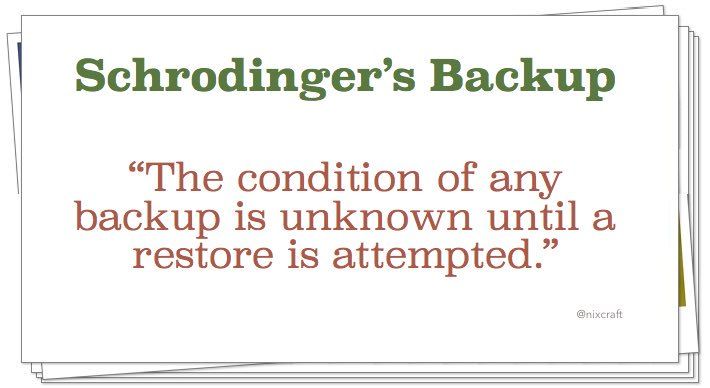 Schrodinger’s Backup
“The condition of any
backup is unknown until a
restore is attempted.”
@nixcraft